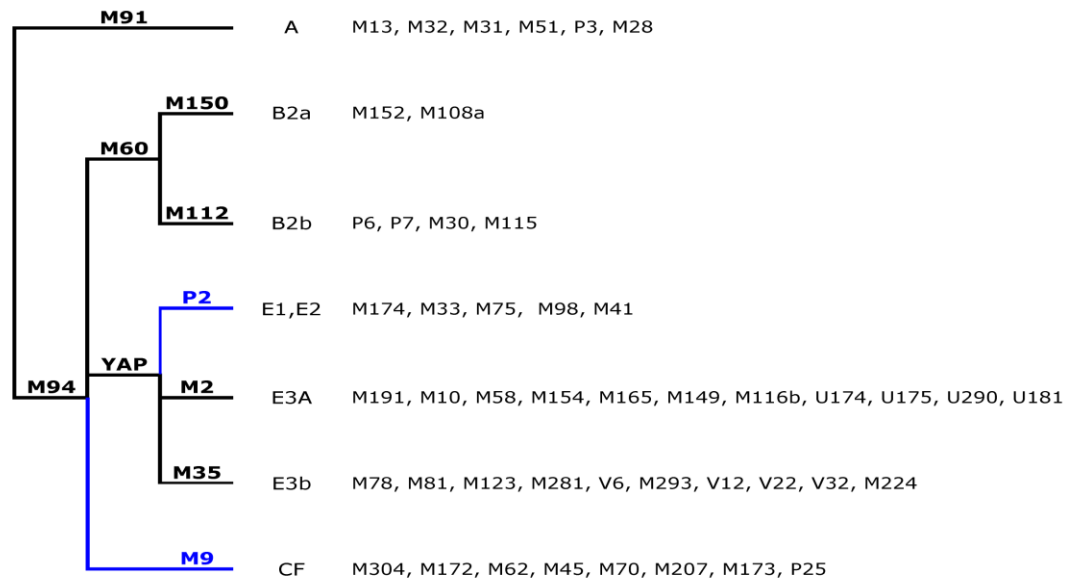 M91 A M13, M32, M31, M51, P3, M28
M150 B2a M152, M108a
M60
M112 B2b P6, P7, M30, M115
P2 E1,E2 M174, M33, M75, M98, M41
YAP
M94 M2 E3A M191, M10, M58, M154, M165, M149, M116b, U174, U175, U290, U181
M35 E3b M78, M81, M123, M281, V6, M293, V12, V22, V32, M224
M9 CF M304, M172, M62, M45, M70, M207, M173, P25